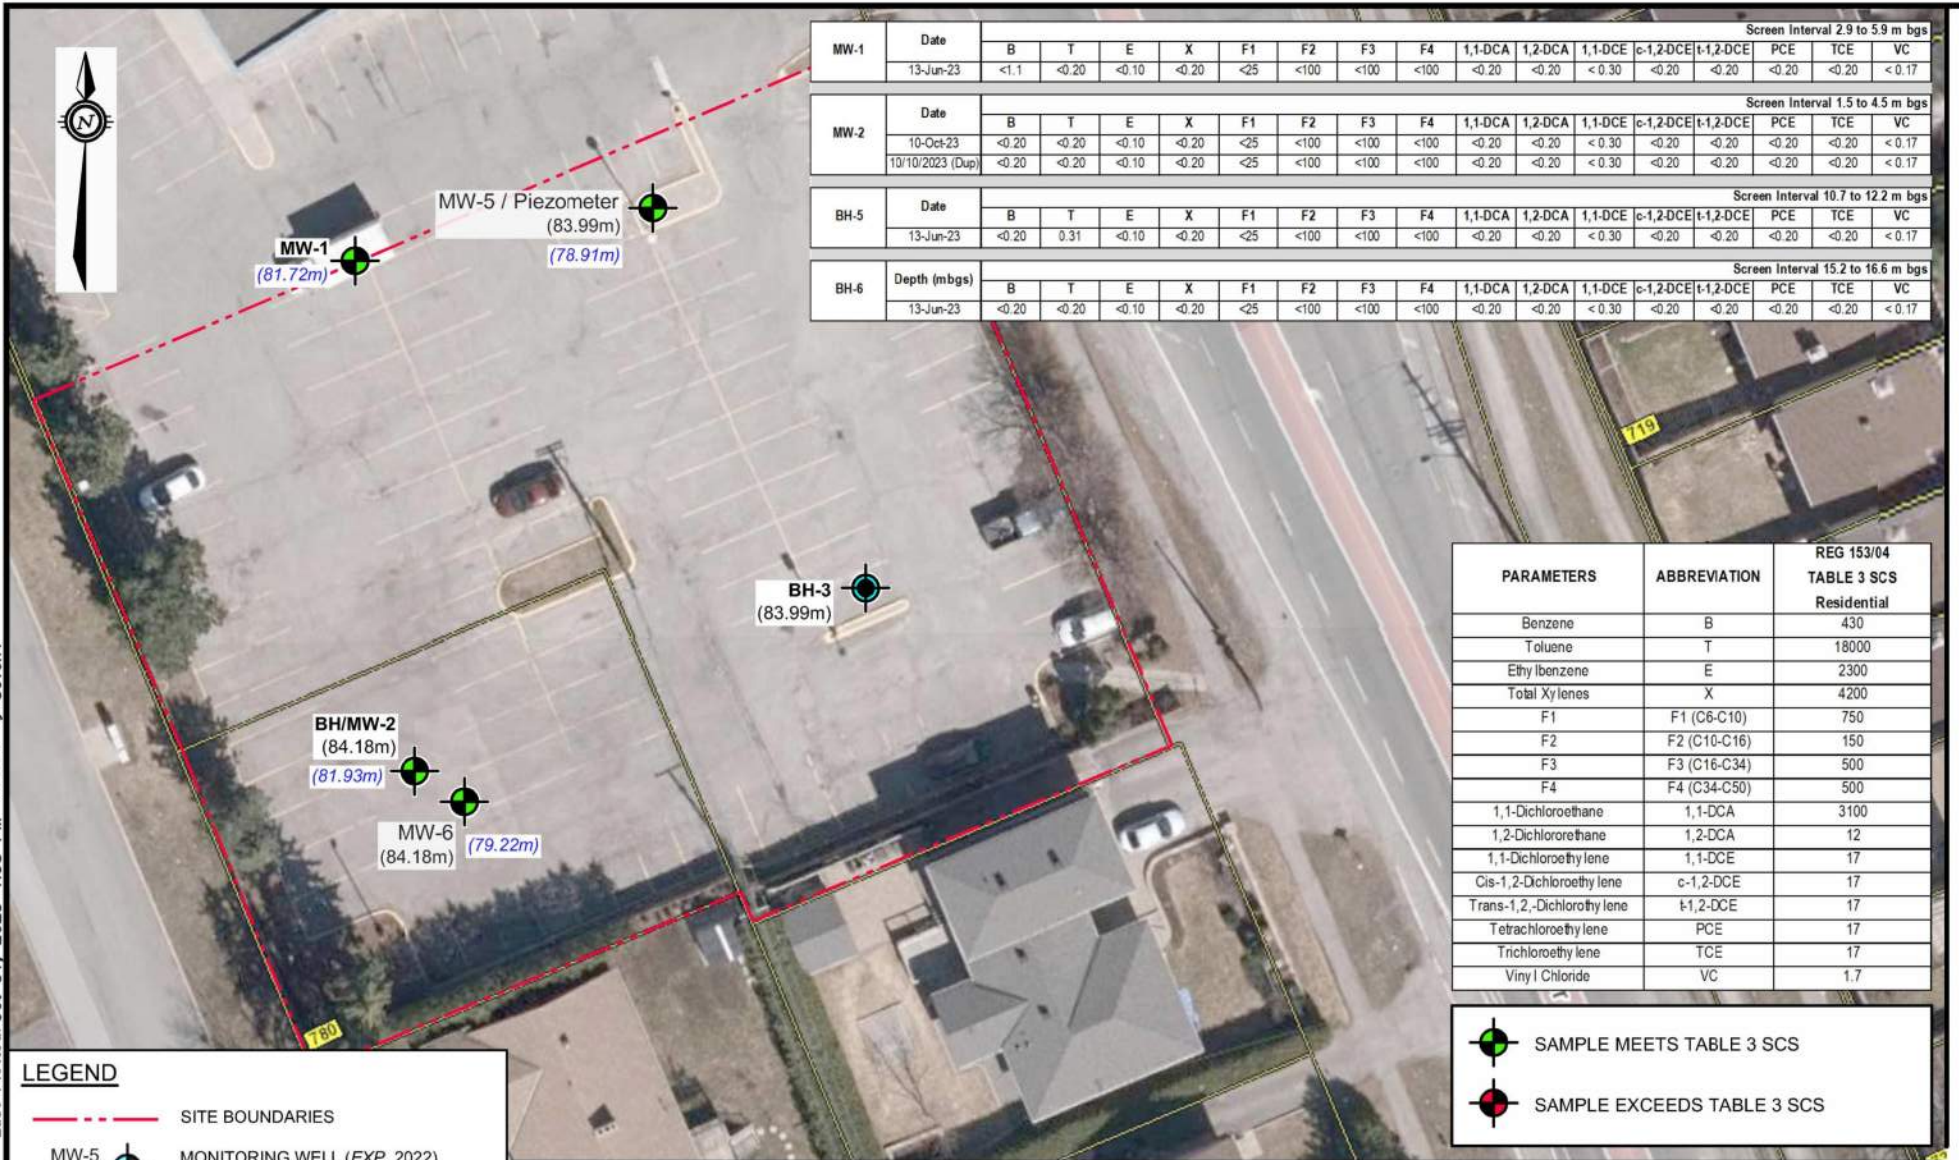 MW-1 Date Screen Interval 2.9 to 5.9 m bgs
B T E X F1 F2 F3 F4 1,1-DCA 1,2-DCA 1,1-DCE c-1,2-DCE t-1,2-DCE PCE TCE VC
13-Jun-23 <1.1 <0.20 <0.10 <0.20 <25 <100 <100 <100 <0.20 <0.20 < 0.30 <0.20 <0.20 <0.20 <0.20 < 0.17
MW-2 Date Screen Interval 1.5 to 4.5 m bgs
B T E X F1 F2 F3 F4 1,1-DCA 1,2-DCA 1,1-DCE c-1,2-DCE t-1,2-DCE PCE TCE VC
10-Oct-23 <0.20 <0.20 <0.10 <0.20 <25 <100 <100 <100 <0.20 <0.20 < 0.30 <0.20 <0.20 <0.20 <0.20 < 0.17
10/10/2023 (Dup) <0.20 <0.20 <0.10 <0.20 <25 <100 <100 <100 <0.20 <0.20 < 0.30 <0.20 <0.20 <0.20 <0.20 < 0.17
BH-5 Date Screen Interval 10.7 to 12.2 m bgs
B T E X F1 F2 F3 F4 1,1-DCA 1,2-DCA 1,1-DCE c-1,2-DCE t-1,2-DCE PCE TCE VC
13-Jun-23 <0.20 0.31 <0.10 <0.20 <25 <100 <100 <100 <0.20 <0.20 < 0.30 <0.20 <0.20 <0.20 <0.20 < 0.17
BH-6 Depth (mbgs) Screen Interval 15.2 to 16.6 m bgs
B T E X F1 F2 F3 F4 1,1-DCA 1,2-DCA 1,1-DCE c-1,2-DCE t-1,2-DCE PCE TCE VC
13-Jun-23 <0.20 <0.20 <0.10 <0.20 <25 <100 <100 <100 <0.20 <0.20 < 0.30 <0.20 <0.20 <0.20 <0.20 < 0.17
N
MW-5 / Piezometer
(83.99m)
(78.91m)
MW-1
(81.72m)
719
BH-3
(83.99m)
BH/MW-2
(84.18m)
(81.93m)
MW-6
(84.18m)
(79.22m)
780
PARAMETERS ABBREVIATION REG 153/04
TABLE 3 SCS
Residential
Benzene B 430
Toluene T 18000
Ethylbenzene E 2300
Total Xylenes X 4200
F1 F1 (C6-C10) 750
F2 F2 (C10-C16) 150
F3 F3 (C16-C34) 500
F4 F4 (C34-C50) 500
1,1-Dichloroethane 1,1-DCA 3100
1,2-Dichlororethane 1,2-DCA 12
1,1-Dichloroethylene 1,1-DCE 17
Cis-1,2-Dichloroethylene c-1,2-DCE 17
Trans-1,2,-Dichlorothylene t-1,2-DCE 17
Tetrachloroethylene PCE 17
Trichloroethylene TCE 17
Vinyl Chloride VC 1.7
SAMPLE MEETS TABLE 3 SCS
SAMPLE EXCEEDS TABLE 3 SCS
LEGEND
SITE BOUNDARIES
MW-5 MONITORING WELL (EXP, 2022)